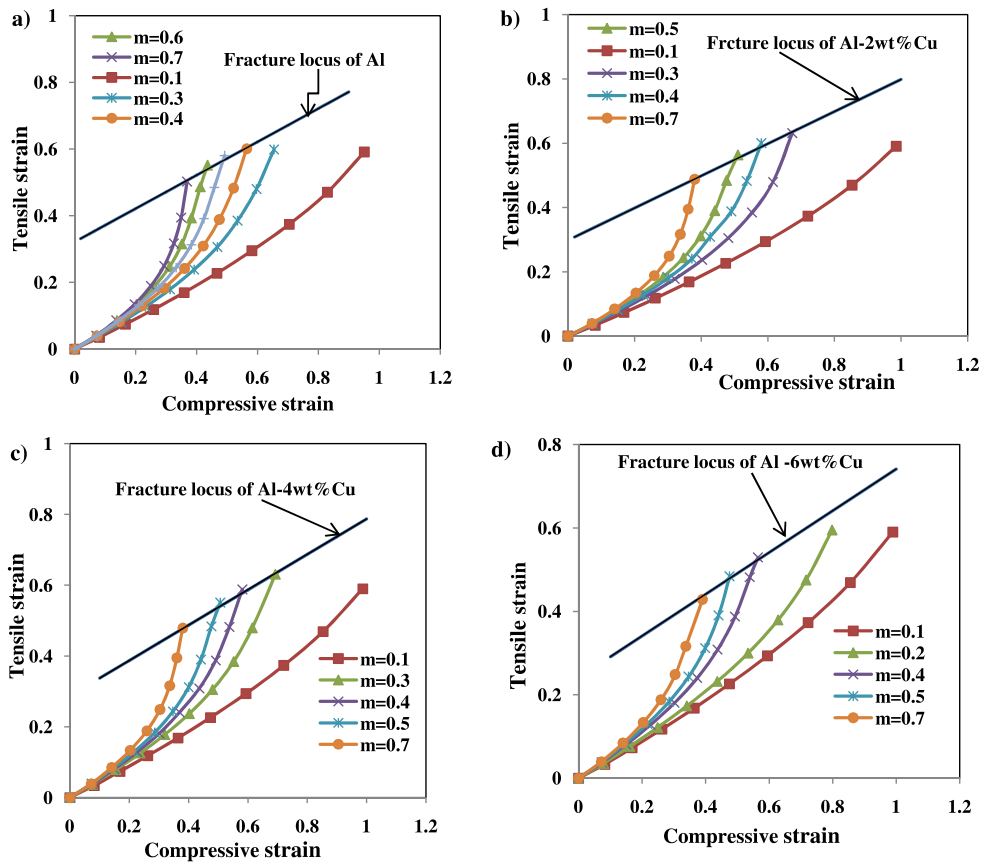 a)
1
0.8
0.6
0.4
0.2
0
Tensile strain
m=0.6
m=0.7
m=0.1
m=0.3
m=0.4
Fracture locus of Al
0 0.2 0.4 0.6 0.8 1 1.2
Compressive strain
b)
1
0.8
0.6
0.4
0.2
0
Tensile strain
m=0.5
m=0.1
m=0.3
m=0.4
m=0.7
Frcture locus of Al-2wt%Cu
0 0.2 0.4 0.6 0.8 1 1.2
Compressive strain
c)
1
0.8
0.6
0.4
0.2
0
Tensile strain
Fracture locus of Al-4wt%Cu
m=0.1
m=0.3
m=0.4
m=0.5
m=0.7
0 0.2 0.4 0.6 0.8 1 1.2
Compressive strain
d)
0.8
0.6
0.4
0.2
0
Tensile strain
Fracture locus of Al -6wt%Cu
m=0.1
m=0.2
m=0.4
m=0.5
m=0.7
0 0.2 0.4 0.6 0.8 1 1.2
Compressive strain